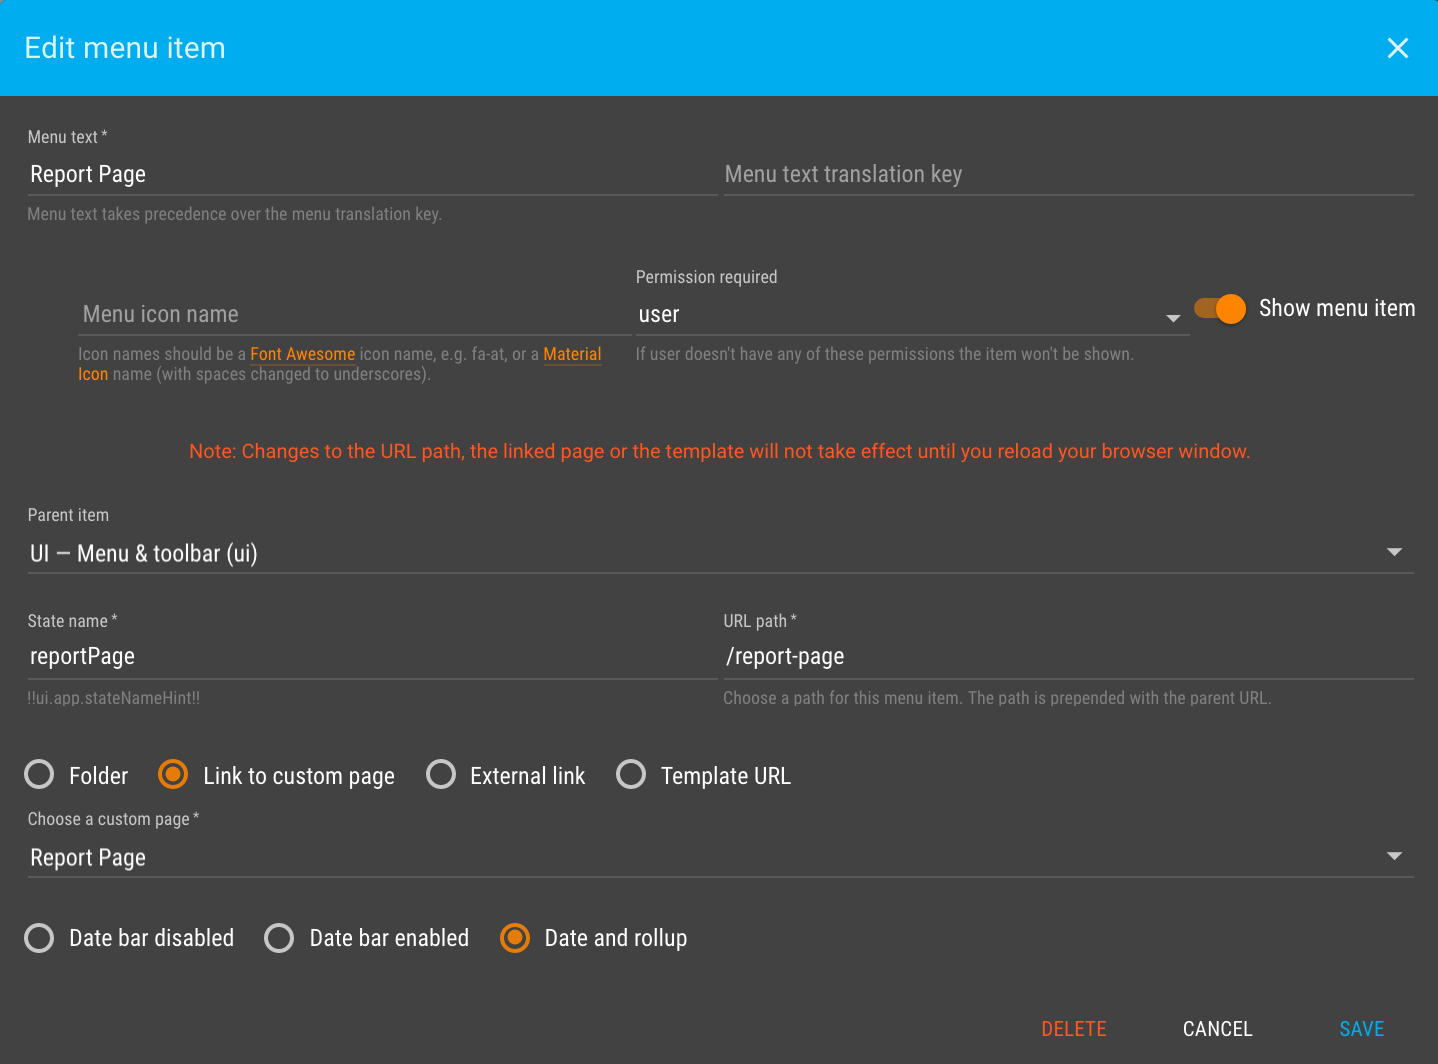 Edit menu item
Menu text *
Report Page
Menu text translation key
Menu text takes precedence over the menu translation key.
Permission required
Menu icon name
user
Show menu item
Icon names should be a Font Awesome icon name, e.g. fa-at, or a Material
Icon name (with spaces changed to underscores).
If user doesn't have any of these permissions the item won't be shown.
Note: Changes to the URL path, the linked page or the template will not take effect until you reload your browser window.
Parent item
UI — Menu & toolbar (ui)
State name *
URL path *
reportPage
/report-page
!!ui.app.stateNameHint!!
Choose a path for this menu item. The path is prepended with the parent URL.
Folder
Link to custom page
External link
Template URL
Choose a custom page *
Report Page
Date bar disabled
Date bar enabled
Date and rollup
DELETE
CANCEL
SAVE